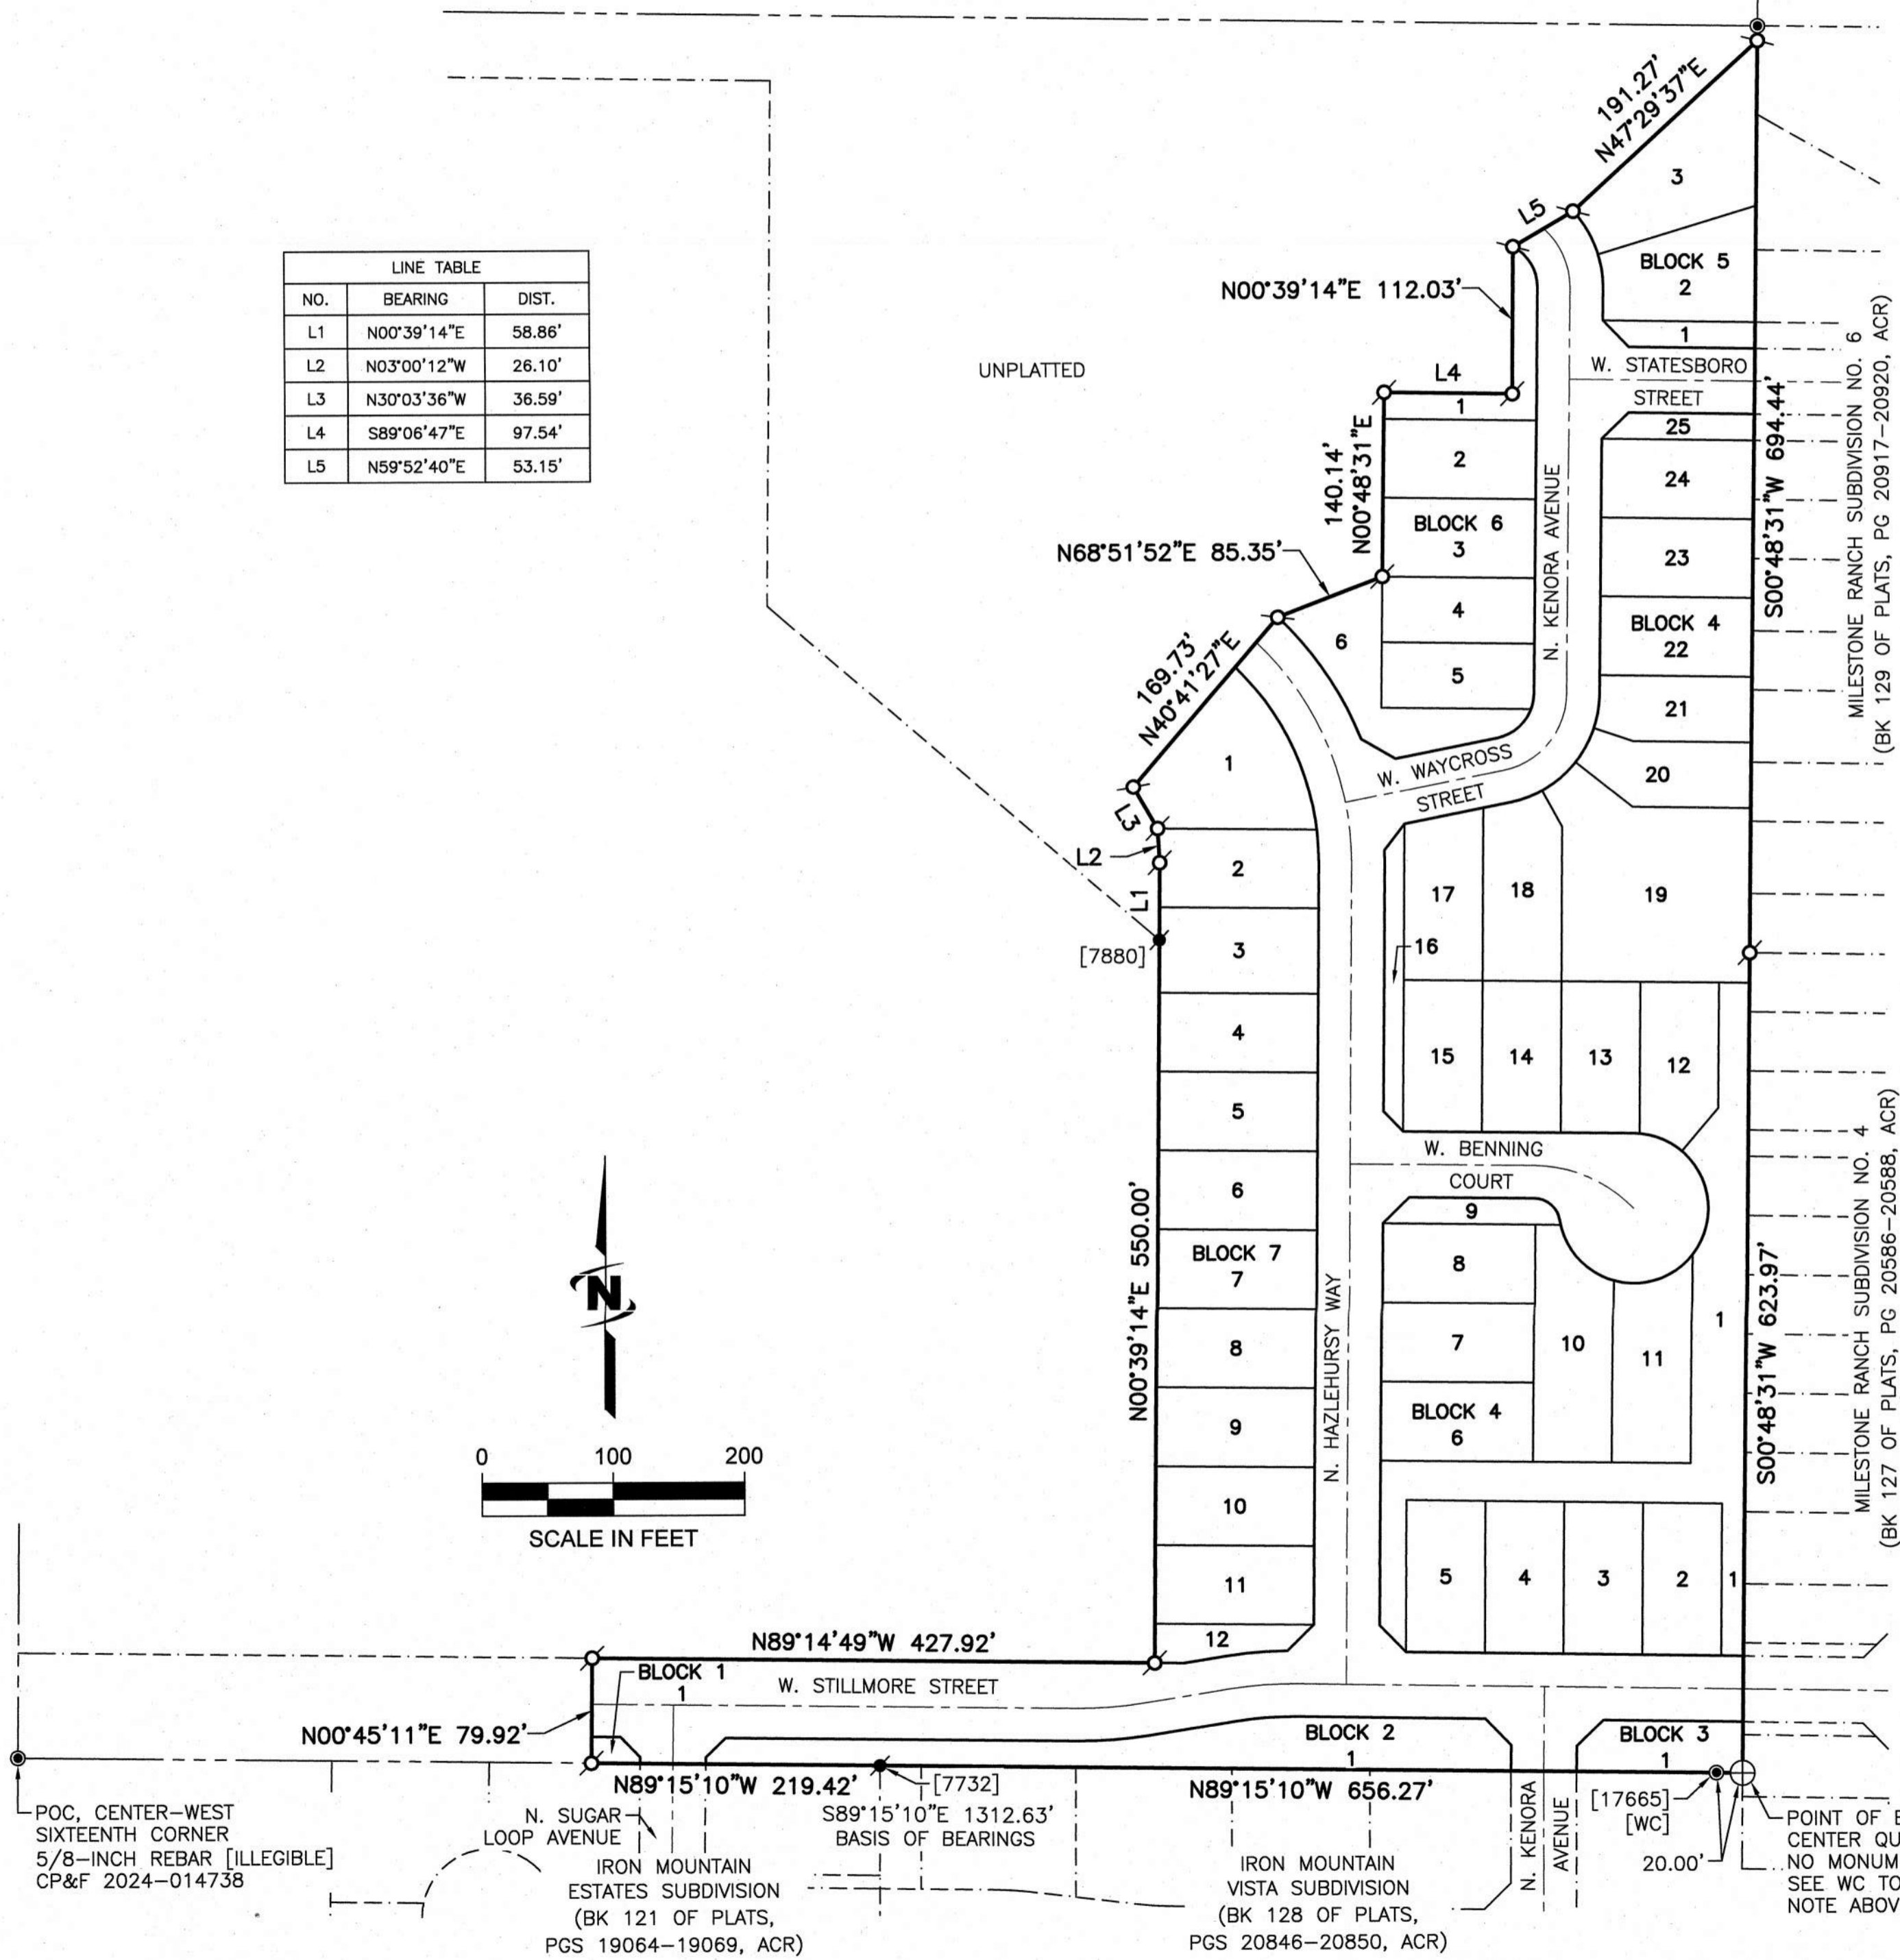 191.27'
N47°29'37"E
3
L5
LINE TABLE
NO. BEARING DIST.
L1 N00°39'14"E 58.86'
L2 N03°00'12"W 26.10'
L3 N30°03'36"W 36.59'
L4 S89°06'47"E 97.54'
L5 N59°52'40"E 53.15'
N00°39'14"E 112.03'
BLOCK 5
2
1
UNPLATTED
L4
W. STATESBORO
STREET
1
25
140.14'
N00°48'31"E
2
24
BLOCK 6
3
23
N68°51'52"E 85.35'
N. KENORA AVENUE
S00°48'31"W 694.44'
MILESTONE RANCH SUBDIVISION NO. 6
(BK 129 OF PLATS, PG 20917-20920, ACR)
4
BLOCK 4
22
6
5
21
169.73'
N40°41'27"E
1
W. WAYCROSS
STREET
20
L3
L2
2
L1
17
18
19
[7880]
3
16
4
15
14
13
12
5
W. BENNING
COURT
6
9
N00°39'14"E 550.00'
BLOCK 7
7
8
N. HAZLEHURSY WAY
N
7
10
11
1
S00°48'31"W 623.97'
MILESTONE RANCH SUBDIVISION NO. 4
(BK 127 OF PLATS, PG 20586-20588, ACR)
8
9
BLOCK 4
6
0 100 200
SCALE IN FEET
10
11
5
4
3
2
1
12
N89°14'49"W 427.92'
BLOCK 1
1
W. STILLMORE STREET
N00°45'11"E 79.92'
BLOCK 2
1
BLOCK 3
1
N89°15'10"W 219.42'
[7732]
N89°15'10"W 656.27'
[17665]
[WC]
20.00'
POC, CENTER-WEST
SIXTEENTH CORNER
5/8-INCH REBAR [ILLEGIBLE]
CP&F 2024-014738
N. SUGAR
LOOP AVENUE
S89°15'10"E 1312.63'
BASIS OF BEARINGS
IRON MOUNTAIN
ESTATES SUBDIVISION
(BK 121 OF PLATS,
PGS 19064-19069, ACR)
IRON MOUNTAIN
VISTA SUBDIVISION
(BK 128 OF PLATS,
PGS 20846-20850, ACR)
N. KENORA
AVENUE
POINT OF
CENTER
NO
SEE WC TO
NOTE